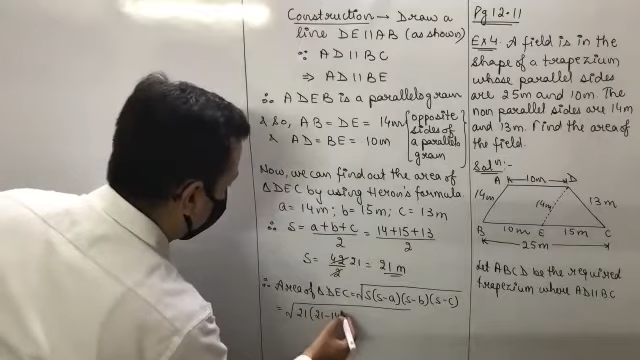 Construction → Draw a
line DE||AB (as shown)
∵ AD||BC
⇒ AD||BE
∴ ADEB is a parallelogram
& so, AB = DE = 14m
& AD = BE = 10m
{opposite
sides of
a parallelo
gram}
Now, we can find out the area of
ΔDEC by using Heron's formula
a = 14m; b = 15m; c = 13m
∴ S = a+b+c/2 = 14+15+13/2
S = 42/2 21 = 21m
∴ Area of ΔDEC = √S(S-a)(S-b)(S-c)
= √21(21-14
Pg 12.11
Ex 4. A field is in the
shape of a trapezium
whose parallel sides
are 25m and 10m. The
non parallel sides are 14m
and 13m. Find the area of
the field.
Solⁿ:-
A 10m D
14m 14m 13m
B 10m E 15m C
25m
Let ABCD be the required
trapezium where AD||BC